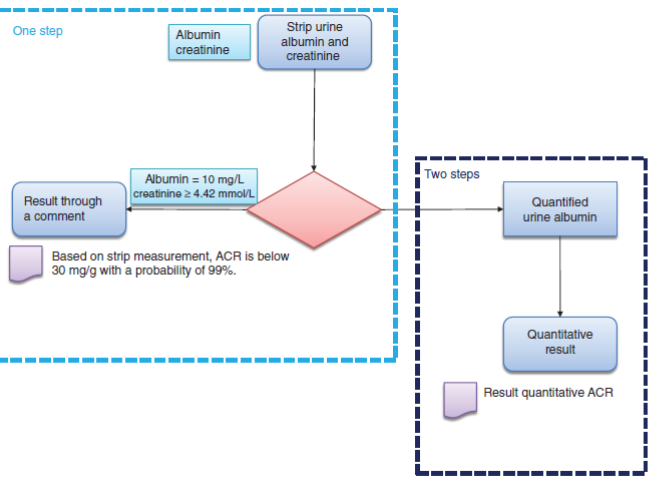 One step
Albumin
creatinine
Strip urine
albumin and
creatinine
Albumin = 10 mg/L
creatinine ≥ 4.42 mmol/L
Result through
a comment
Based on strip measurement, ACR is below
30 mg/g with a probability of 99%.
Two steps
Quantified
urine albumin
Quantitative
result
Result quantitative ACR